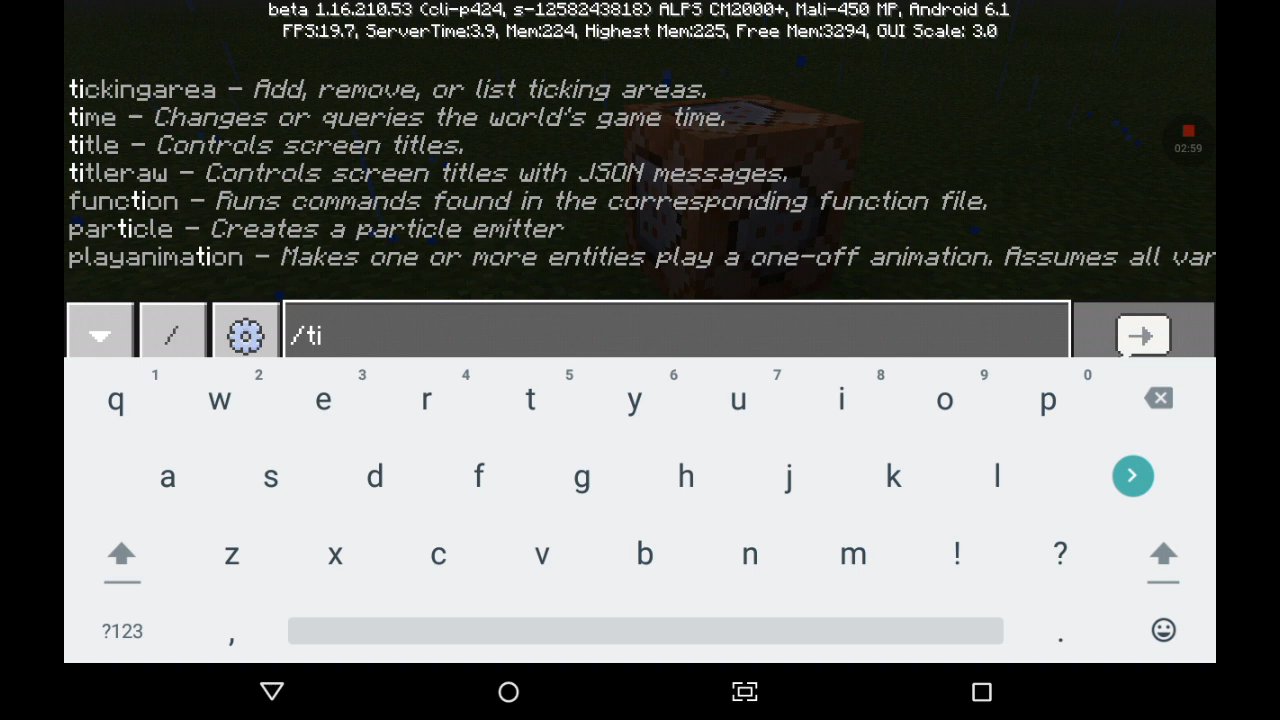 beta 1.16.210.53 (cli-p424, s-1258243818) ALPS CM2000+, Mali-450 MP, Android 6.1
FPS:19.7, ServerTime:3.9, Mem:224, Highest Mem:225, Free Mem:3294, GUI Scale: 3.0
tickingarea – Add, remove, or list ticking areas.
time – Changes or queries the world's game time.
02:59
title – Controls screen titles.
titleraw – Controls screen titles with JSON messages.
function – Runs commands found in the corresponding function file.
particle – Creates a particle emitter
playanimation – Makes one or more entities play a one-off animation. Assumes all var
/ /ti
1 2 3 4 5 6 7 8 9 0
q w e r t y u i o p
a s d f g h j k l
z x c v b n m ! ?
?123 , .